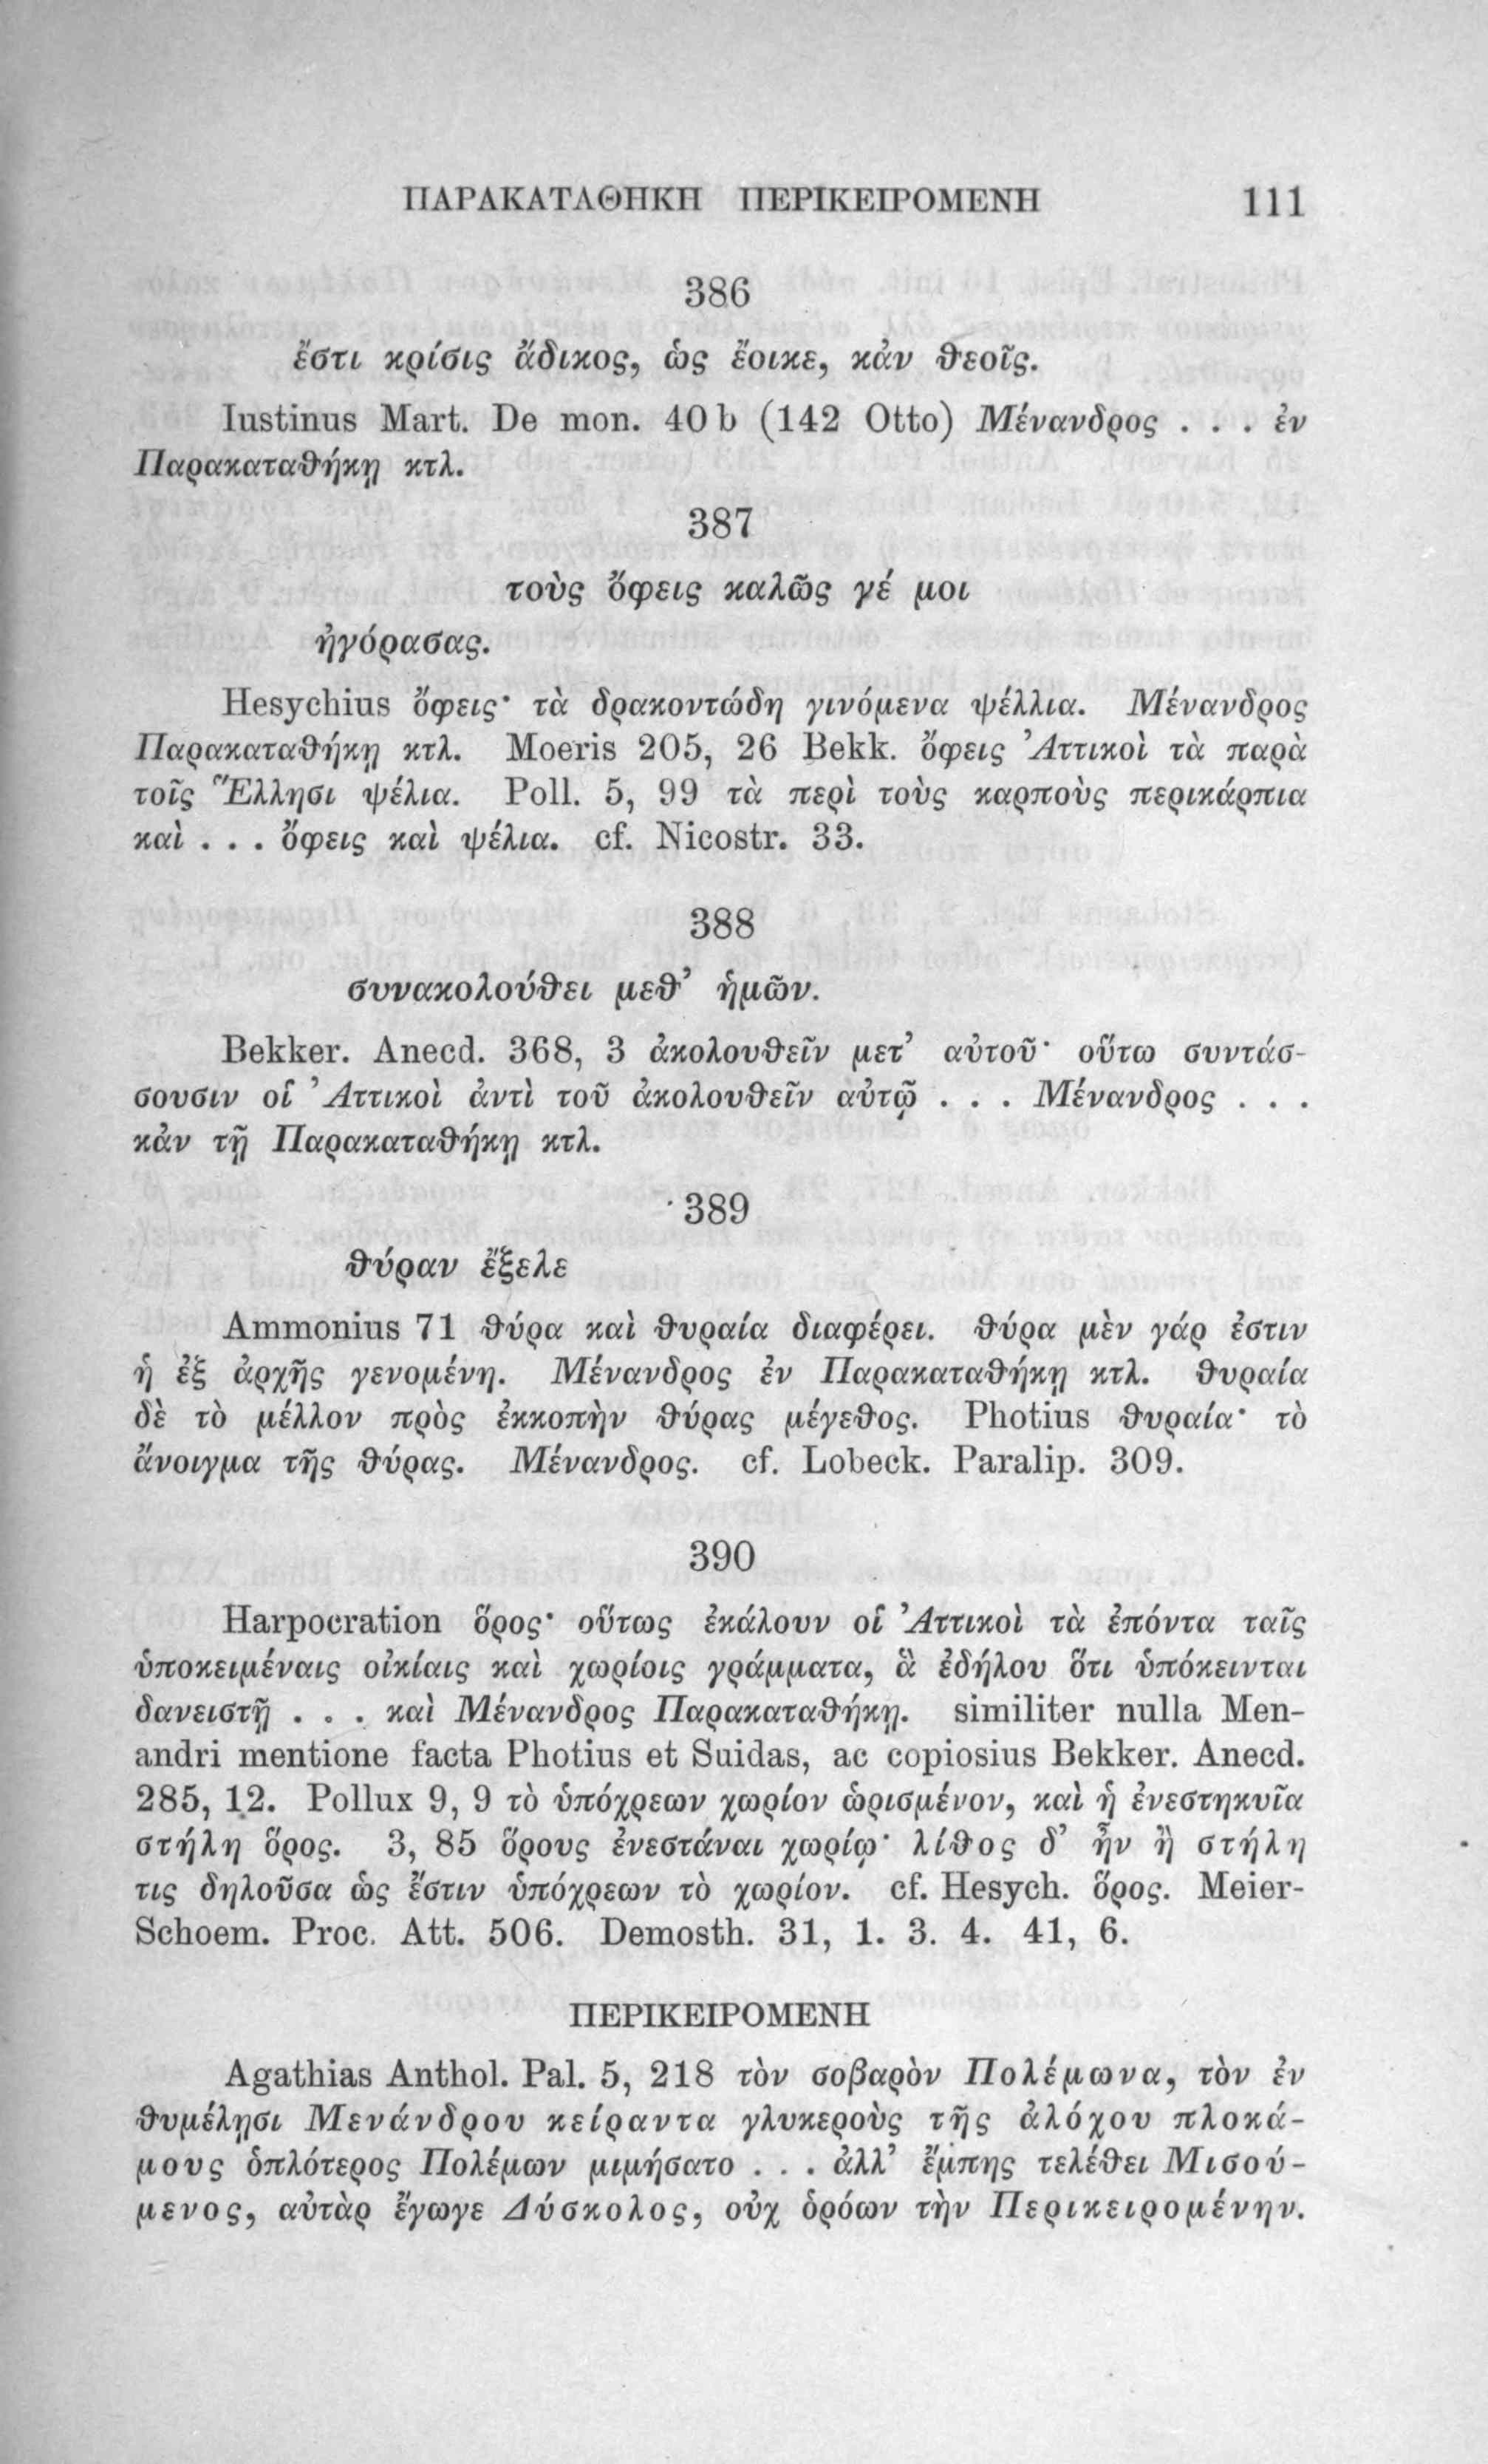 ΠΑΡΑΚΑΤΑΘΗΚΗ ΠΕΡΙΚΕΙΡΟΜΕΝΗ 111
386
ἔστι κρίσις ἄδικος, ὡς ἔοικε, κἀν θεοῖς.
Iustinus Mart. De mon. 40 b (142 Otto) Μένανδρος . . . ἐν
Παρακαταθήκῃ κτλ.
387
τοὺς ὄφεις καλῶς γέ μοι
ἠγόρασας.
Hesychius ὄφεις· τὰ δρακοντώδη γινόμενα ψέλλια. Μένανδρος
Παρακαταθήκῃ κτλ. Moeris 205, 26 Bekk. ὄφεις Ἀττικοὶ τὰ παρὰ
τοῖς Ἕλλησι ψέλια. Poll. 5, 99 τὰ περὶ τοὺς καρποὺς περικάρπια
καὶ . . . ὄφεις καὶ ψέλια. cf. Nicostr. 33.
388
συνακολούθει μεθ’ ἡμῶν.
Bekker. Anecd. 368, 3 ἀκολουθεῖν μετ’ αὐτοῦ· οὕτω συντάσ-
σουσιν οἱ Ἀττικοὶ ἀντὶ τοῦ ἀκολουθεῖν αὐτῷ . . . Μένανδρος . . .
κἀν τῇ Παρακαταθήκῃ κτλ.
389
θύραν ἔξελε
Ammonius 71 θύρα καὶ θυραία διαφέρει. θύρα μὲν γάρ ἐστιν
ἡ ἐξ ἀρχῆς γενομένη. Μένανδρος ἐν Παρακαταθήκῃ κτλ. θυραία
δὲ τὸ μέλλον πρὸς ἐκκοπὴν θύρας μέγεθος. Photius θυραία· τὸ
ἄνοιγμα τῆς θύρας. Μένανδρος. cf. Lobeck. Paralip. 309.
390
Harpocration ὅρος· οὕτως ἐκάλουν οἱ Ἀττικοὶ τὰ ἐπόντα ταῖς
ὑποκειμέναις οἰκίαις καὶ χωρίοις γράμματα, ἃ ἐδήλου ὅτι ὑπόκεινται
δανειστῇ . . . καὶ Μένανδρος Παρακαταθήκῃ. similiter nulla Men-
andri mentione facta Photius et Suidas, ac copiosius Bekker. Anecd.
285, 12. Pollux 9, 9 τὸ ὑπόχρεων χωρίον ὡρισμένον, καὶ ἡ ἐνεστηκυῖα
στήλη ὅρος. 3, 85 ὅρους ἐνεστάναι χωρίῳ· λίθος δ’ ἦν ἢ στήλη
τις δηλοῦσα ὡς ἔστιν ὑπόχρεων τὸ χωρίον. cf. Hesych. ὅρος. Meier-
Schoem. Proc. Att. 506. Demosth. 31, 1. 3. 4. 41, 6.
ΠΕΡΙΚΕΙΡΟΜΕΝΗ
Agathias Anthol. Pal. 5, 218 τὸν σοβαρὸν Πολέμωνα, τὸν ἐν
θυμέλῃσι Μενάνδρου κείραντα γλυκεροὺς τῆς ἀλόχου πλοκά-
μους ὁπλότερος Πολέμων μιμήσατο . . . ἀλλ’ ἔμπης τελέθει Μισού-
μενος, αὐτὰρ ἔγωγε Δύσκολος, οὐχ ὁρόων τὴν Περικειρομένην.